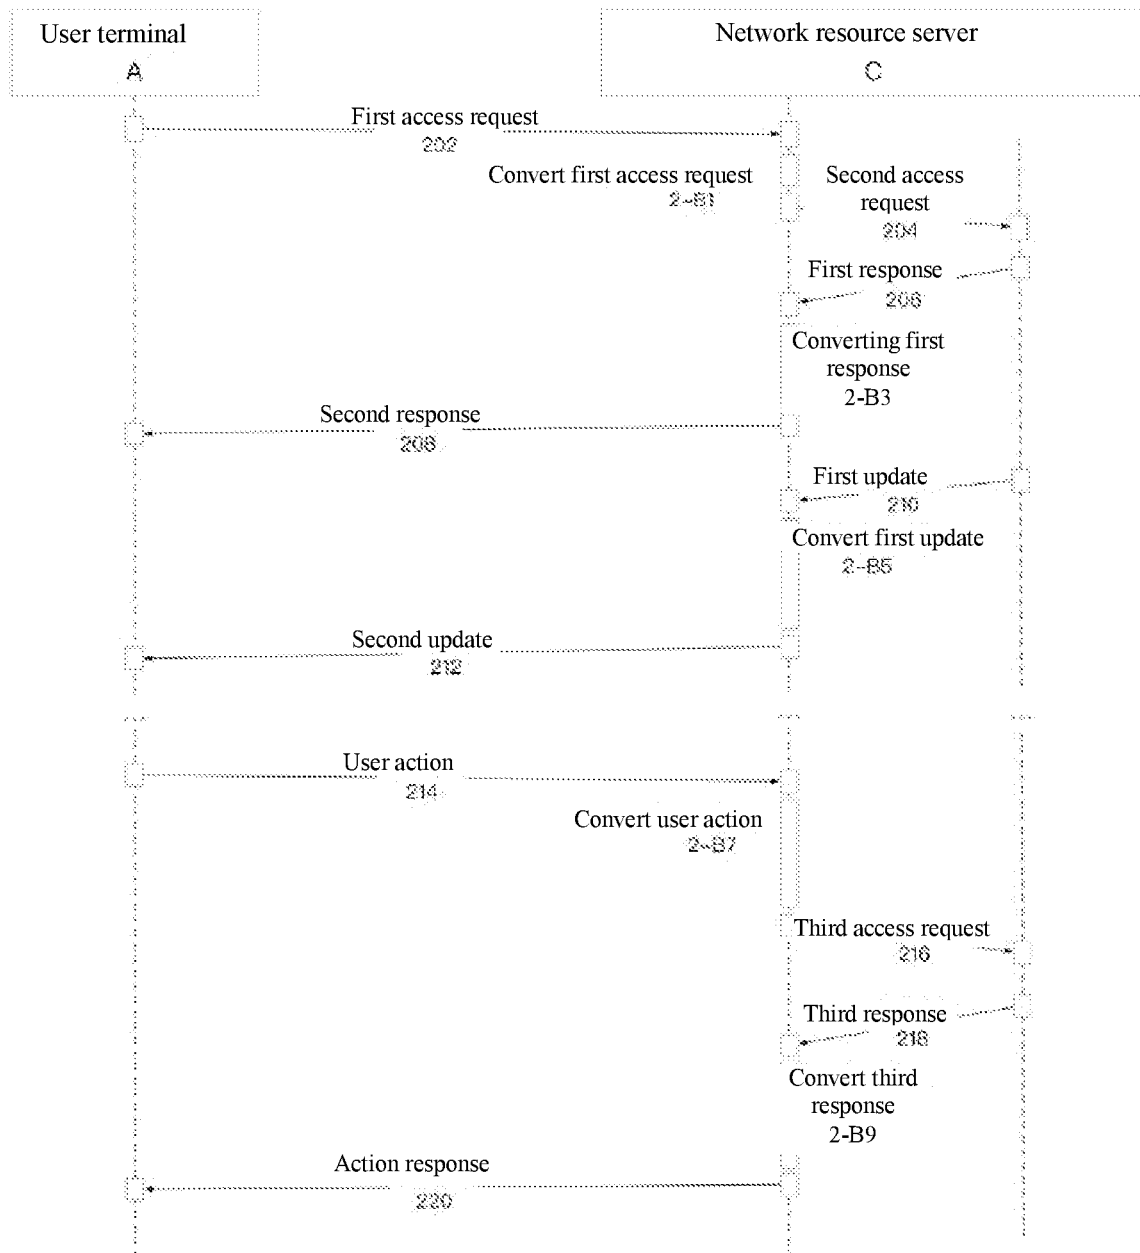 User terminal
A
Network resource server
C
First access request
202
Convert first access request
2-B1
Second access
request
204
First response
206
Converting first
response
2-B3
Second response
208
First update
210
Convert first update
2-B5
Second update
212
User action
214
Convert user action
2-B7
Third access request
216
Third response
218
Convert third
response
2-B9
Action response
220